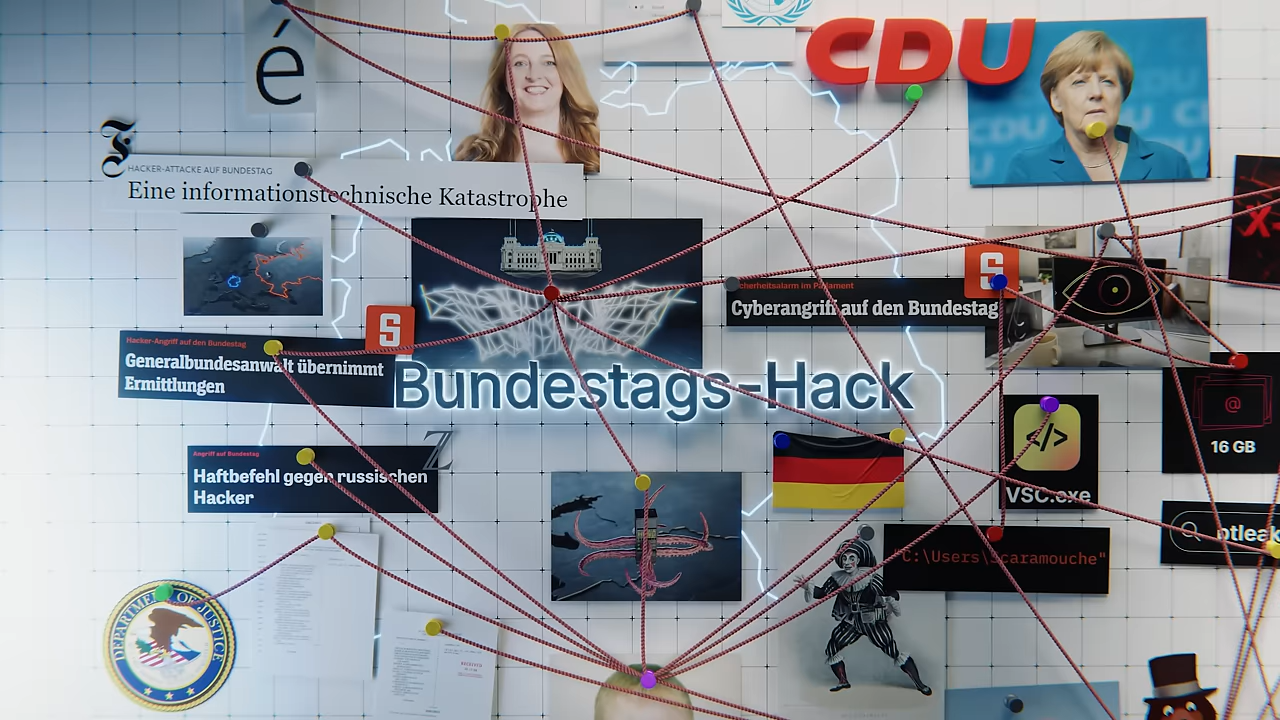 é
CDU
CDU
HACKER-ATTACKE AUF BUNDESTAG
Eine informationstechnische Katastrophe
Sicherheitsalarm im Parlament
Cyberangriff auf den Bundestag
S
S
Hacker-Angriff auf den Bundestag
Generalbundesanwalt übernimmt
Ermittlungen
Bundestags-Hack
@
16 GB
</>
VSC.exe
Angriff auf Bundestag
Haftbefehl gegen russischen
Hacker
Z
ptleak
"C:\Users\Scaramouche"
DEPARTMENT OF JUSTICE